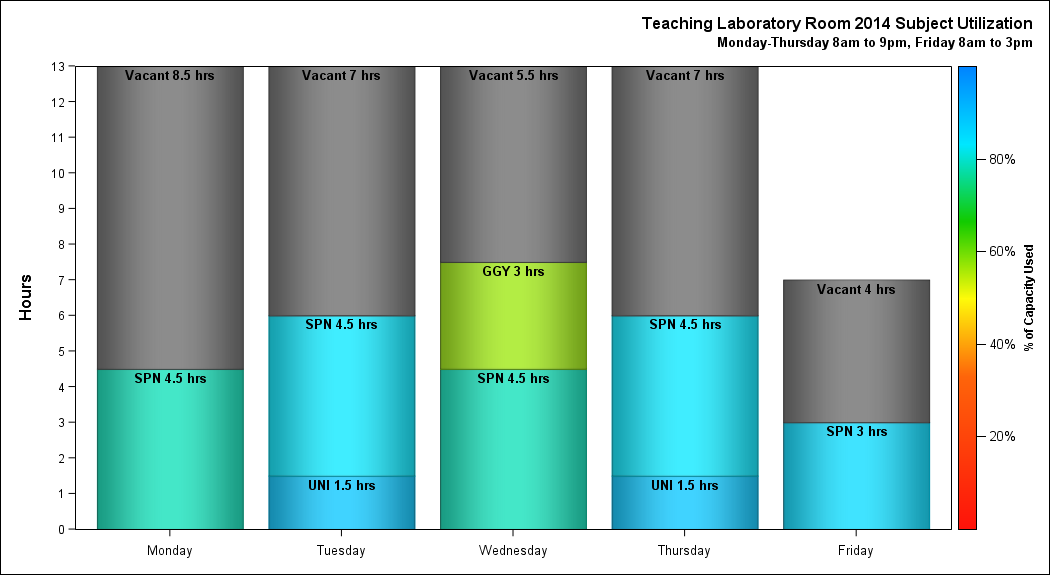 Teaching Laboratory Room 2014 Subject Utilization
Monday-Thursday 8am to 9pm, Friday 8am to 3pm
Hours
13
12
11
10
9
8
7
6
5
4
3
2
1
0
Vacant 8.5 hrs
SPN 4.5 hrs
Vacant 7 hrs
SPN 4.5 hrs
UNI 1.5 hrs
Vacant 5.5 hrs
GGY 3 hrs
SPN 4.5 hrs
Vacant 7 hrs
SPN 4.5 hrs
UNI 1.5 hrs
Vacant 4 hrs
SPN 3 hrs
Monday
Tuesday
Wednesday
Thursday
Friday
80%
60%
40%
20%
% of Capacity Used